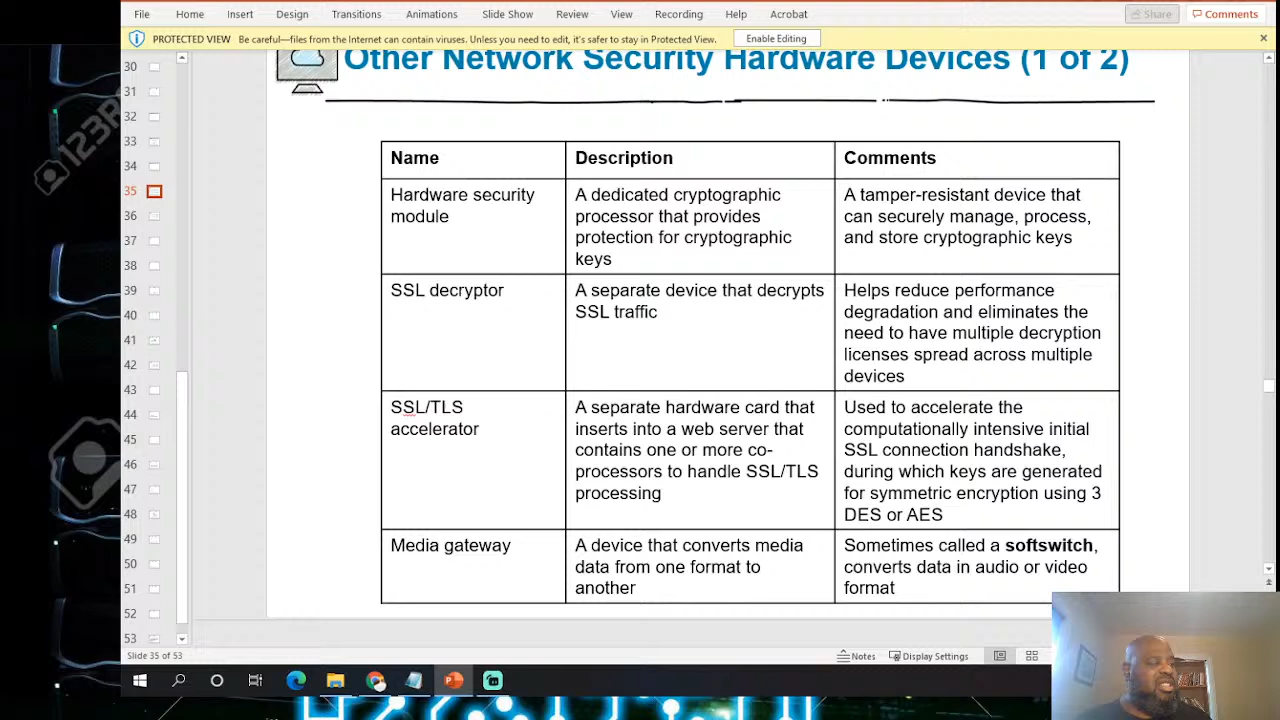 File Home Insert Design Transitions Animations Slide Show Review View Recording Help Acrobat Share Comments
PROTECTED VIEW Be careful—files from the Internet can contain viruses. Unless you need to edit, it's safer to stay in Protected View. Enable Editing
Other Network Security Hardware Devices (1 of 2)
30
31
32
33
34
35
36
37
38
39
40
41
42
43
44
45
46
47
48
49
50
51
52
53
Name
Description
Comments
Hardware security
module
A dedicated cryptographic
processor that provides
protection for cryptographic
keys
A tamper-resistant device that
can securely manage, process,
and store cryptographic keys
SSL decryptor
A separate device that decrypts
SSL traffic
Helps reduce performance
degradation and eliminates the
need to have multiple decryption
licenses spread across multiple
devices
SSL/TLS
accelerator
A separate hardware card that
inserts into a web server that
contains one or more co-
processors to handle SSL/TLS
processing
Used to accelerate the
computationally intensive initial
SSL connection handshake,
during which keys are generated
for symmetric encryption using 3
DES or AES
Media gateway
A device that converts media
data from one format to
another
Sometimes called a softswitch,
converts data in audio or video
format
Slide 35 of 53
Notes Display Settings